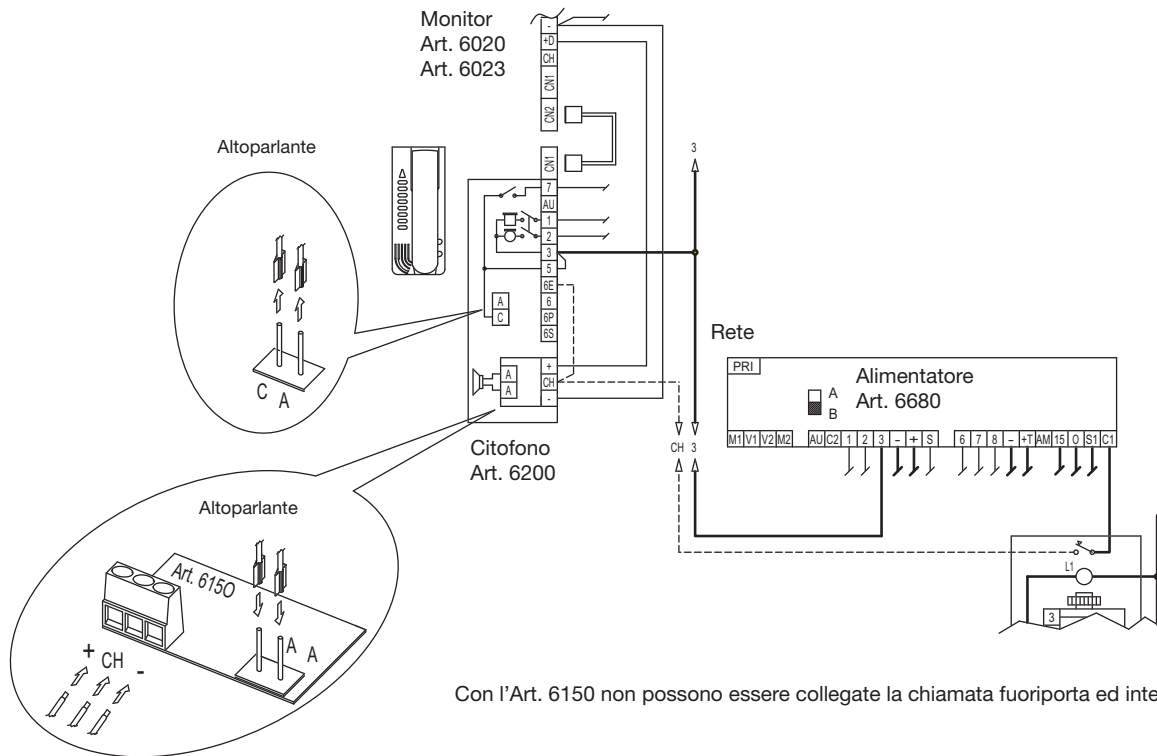 Monitor
Art. 6020
Art. 6023
-
+D
CH
CN1
CN2
CN1
Altoparlante
7
AU
1
2
3
5
6E
6
6P
6S
A
C
3
C A
A
A
+
CH
-
Citofono
Art. 6200
CH 3
Rete
PRI
A
B
Alimentatore
Art. 6680
M1 V1 V2 M2 AU C2 1 2 3 - + S 6 7 8 - +T AM 15 0 S1 C1
L1
3
Altoparlante
Art. 6150
A A
+ CH -
Con l'Art. 6150 non possono essere collegate la chiamata fuoriporta ed inte